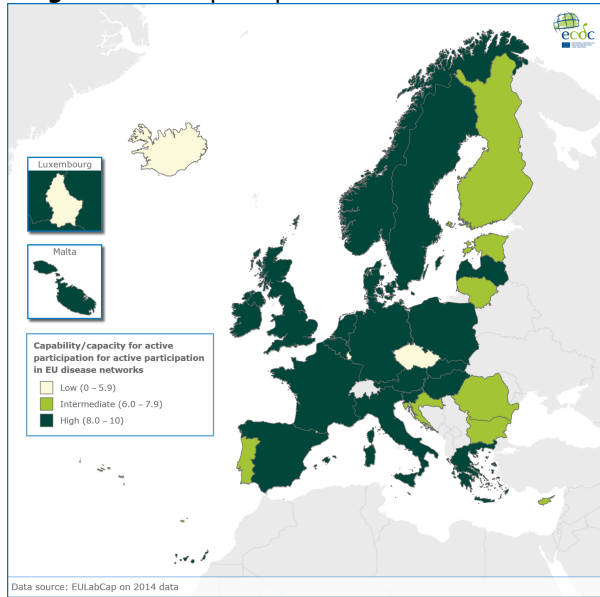 ecdc
Luxembourg
Malta
Capability/capacity for active
participation for active participation
in EU disease networks
Low (0 – 5.9)
Intermediate (6.0 – 7.9)
High (8.0 – 10)
Data source: EULabCap on 2014 data